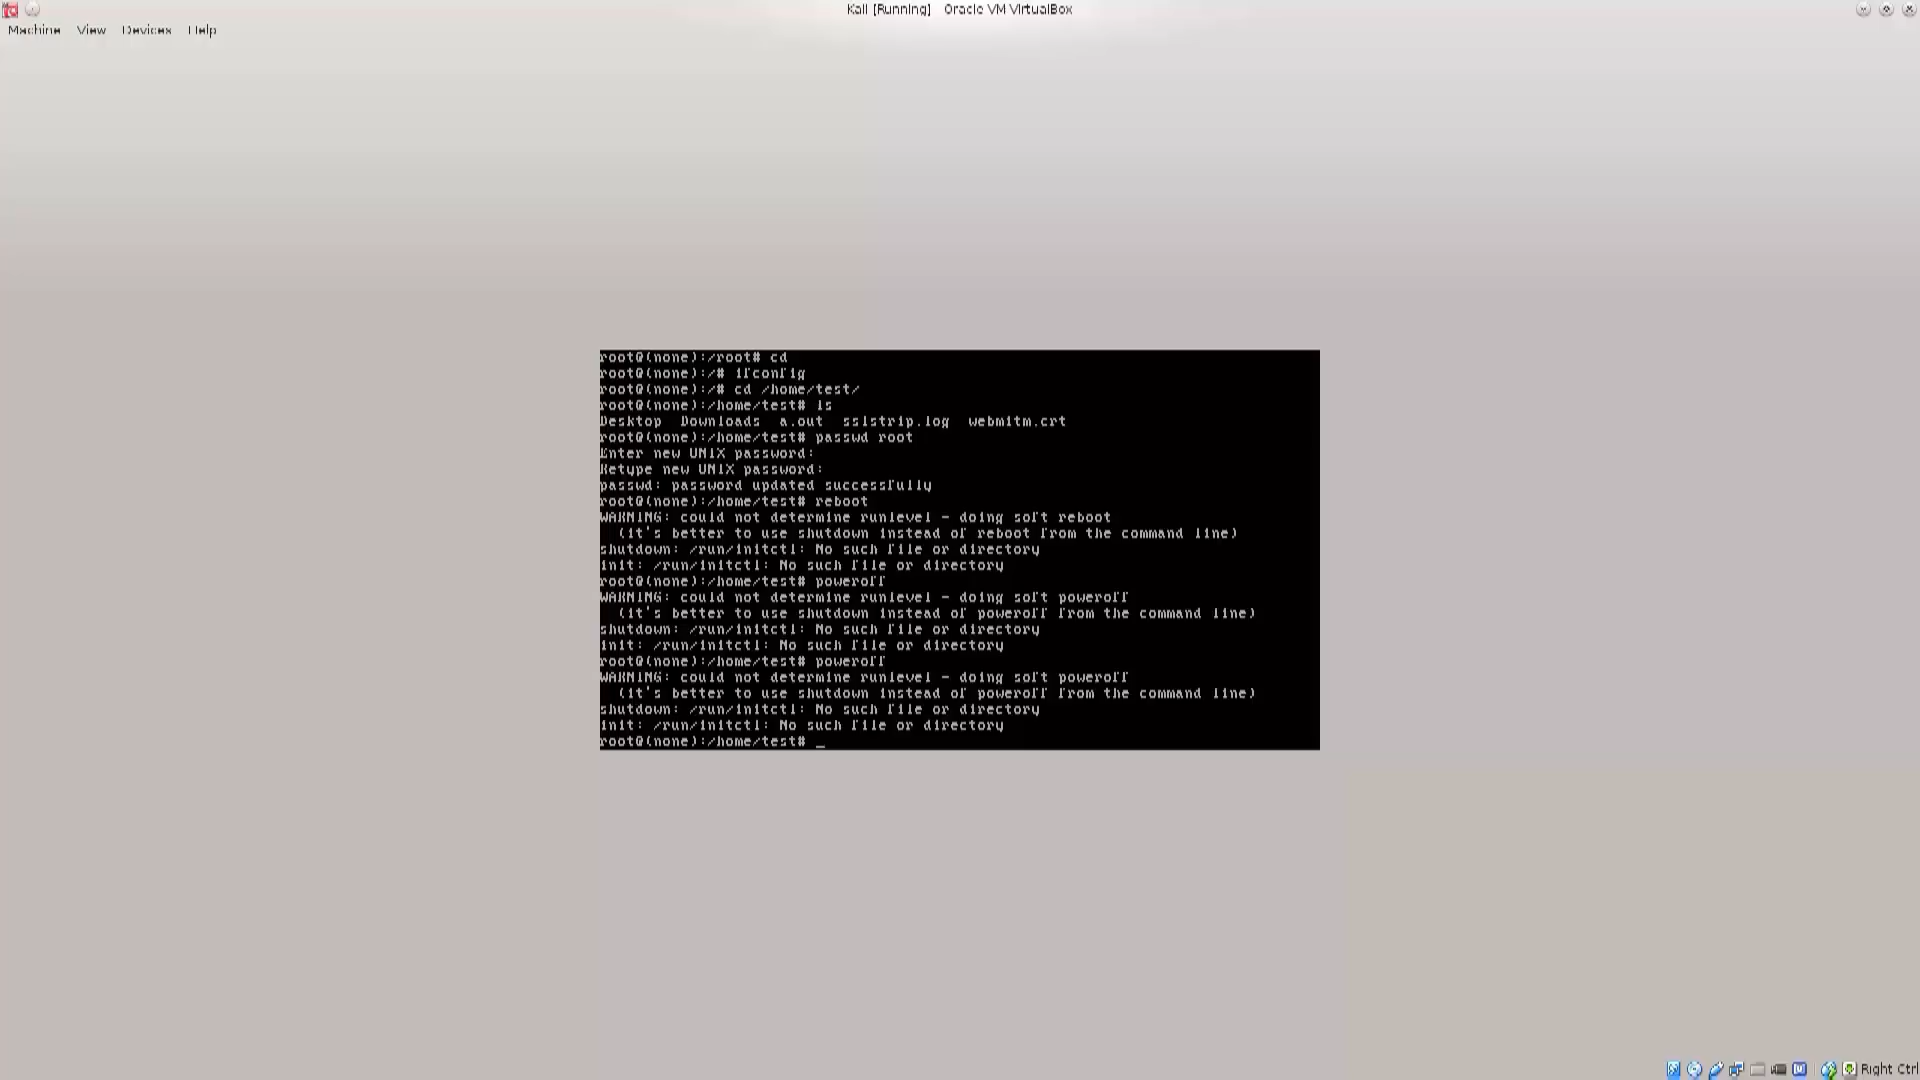 Kali [Running] Oracle VM VirtualBox
Machine View Devices Help
root@(none):/root# cd
root@(none):/# ifconfig
root@(none):/# cd /home/test/
root@(none):/home/test# ls
Desktop Downloads a.out sslstrip.log webmitm.crt
root@(none):/home/test# passwd root
Enter new UNIX password:
Retype new UNIX password:
passwd: password updated successfully
root@(none):/home/test# reboot
WARNING: could not determine runlevel - doing soft reboot
(it's better to use shutdown instead of reboot from the command line)
shutdown: /run/initctl: No such file or directory
init: /run/initctl: No such file or directory
root@(none):/home/test# poweroff
WARNING: could not determine runlevel - doing soft poweroff
(it's better to use shutdown instead of poweroff from the command line)
shutdown: /run/initctl: No such file or directory
init: /run/initctl: No such file or directory
root@(none):/home/test# poweroff
WARNING: could not determine runlevel - doing soft poweroff
(it's better to use shutdown instead of poweroff from the command line)
shutdown: /run/initctl: No such file or directory
init: /run/initctl: No such file or directory
root@(none):/home/test# _
Right Ctrl